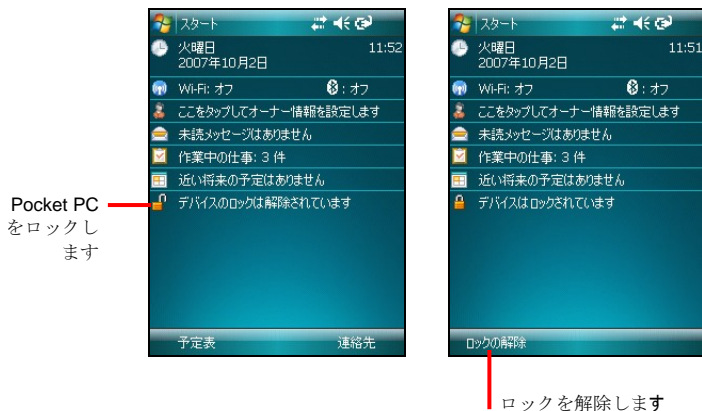 スタート
火曜日 11:52
2007年10月2日
Wi-Fi: オフ : オフ
ここをタップしてオーナー情報を設定します
未読メッセージはありません
作業中の仕事: 3 件
近い将来の予定はありません
デバイスのロックは解除されています
予定表 連絡先
Pocket PC
をロックし
ます
スタート
火曜日 11:51
2007年10月2日
Wi-Fi: オフ : オフ
ここをタップしてオーナー情報を設定します
未読メッセージはありません
作業中の仕事: 3 件
近い将来の予定はありません
デバイスはロックされています
ロックの解除
ロックを解除します